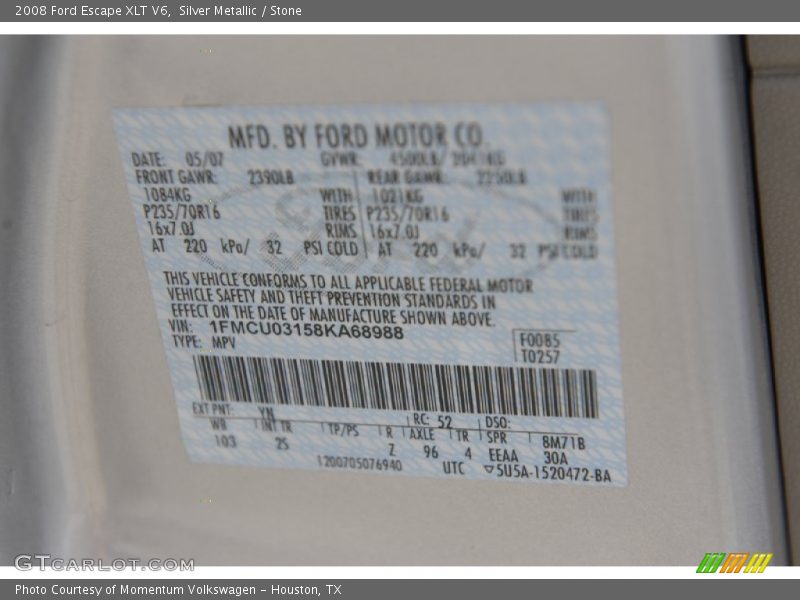 2008 Ford Escape XLT V6, Silver Metallic / Stone
MFD. BY FORD MOTOR CO.
DATE: 05/07 GVWR: 4500LB/ 2041KG
FRONT GAWR: 2390LB REAR GAWR: 2250LB
1084KG WITH 1021KG WITH
P235/70R16 TIRES P235/70R16 TIRES
16x7.0J RIMS 16x7.0J RIMS
AT 220 kPa/ 32 PSI COLD AT 220 kPa/ 32 PSI COLD
THIS VEHICLE CONFORMS TO ALL APPLICABLE FEDERAL MOTOR
VEHICLE SAFETY AND THEFT PREVENTION STANDARDS IN
EFFECT ON THE DATE OF MANUFACTURE SHOWN ABOVE.
VIN: 1FMCU03158KA68988
TYPE: MPV
F0085
T0257
EXT PNT: YN RC: 52 DSO:
WB INT TR TP/PS R AXLE TR SPR 8M71B
103 2S Z 96 4 EEAA 30A
1200705076940 UTC ▽5U5A-1520472-BA
GTCARLOT.COM
Photo Courtesy of Momentum Volkswagen - Houston, TX